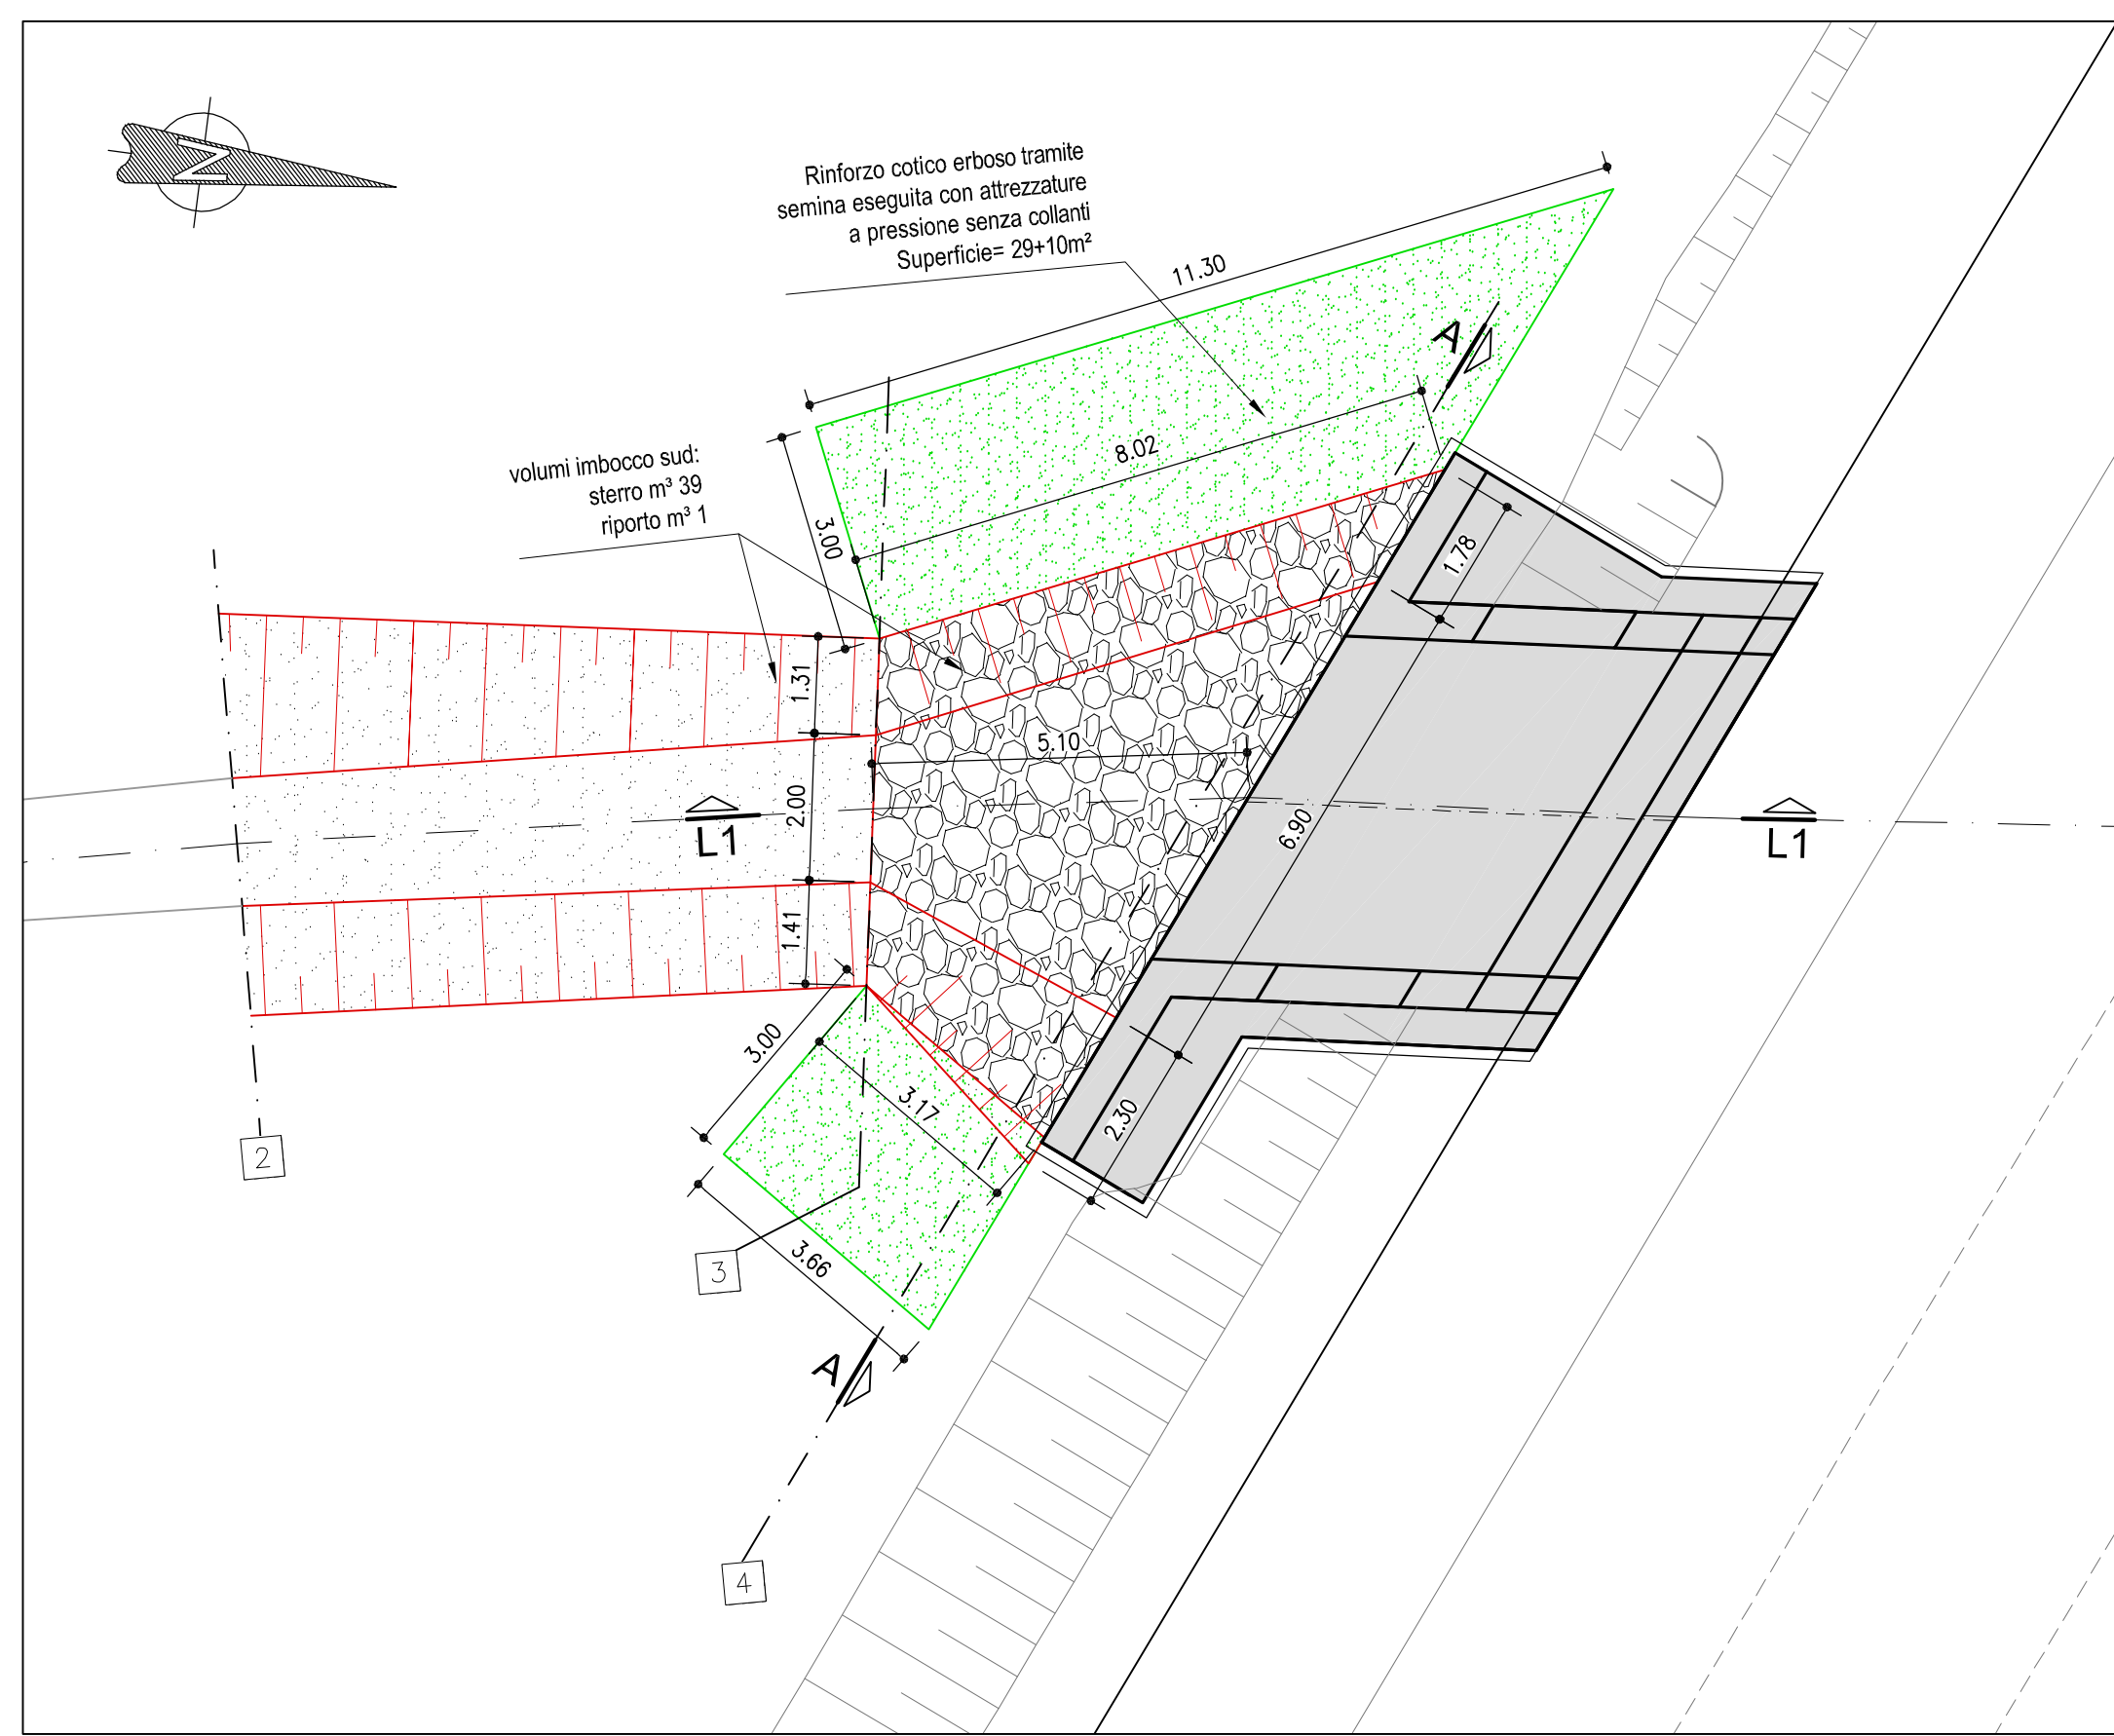 N
Rinforzo cotico erboso tramite
semina eseguita con attrezzature
a pressione senza collanti
Superficie= 29+10m²
11.30
A
8.02
volumi imbocco sud:
sterro m³ 39
riporto m³ 1
3.00
1.78
1.31
5.10
2.00
L1
6.90
L1
1.41
3.00
3.17
2.30
2
3
3.66
A
4